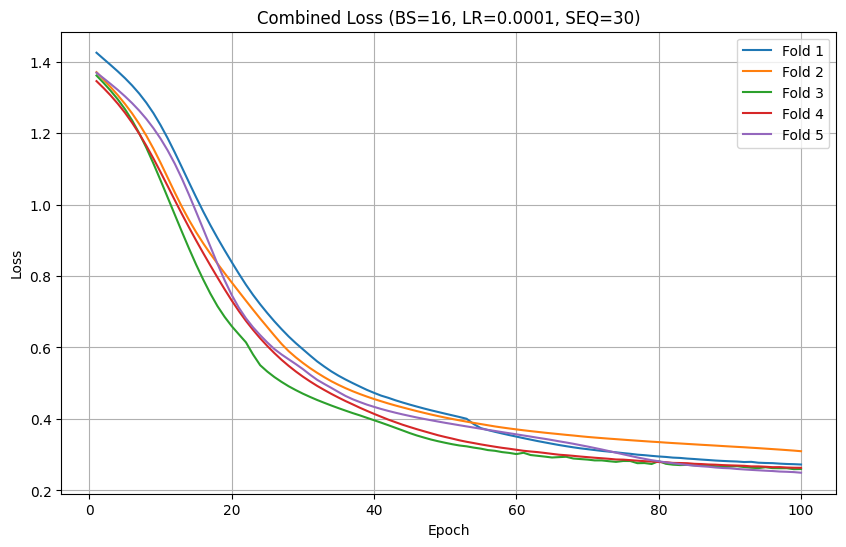 Combined Loss (BS=16, LR=0.0001, SEQ=30)
Fold 1
Fold 2
Fold 3
Fold 4
Fold 5
Loss
1.4
1.2
1.0
0.8
0.6
0.4
0.2
0 20 40 60 80 100
Epoch